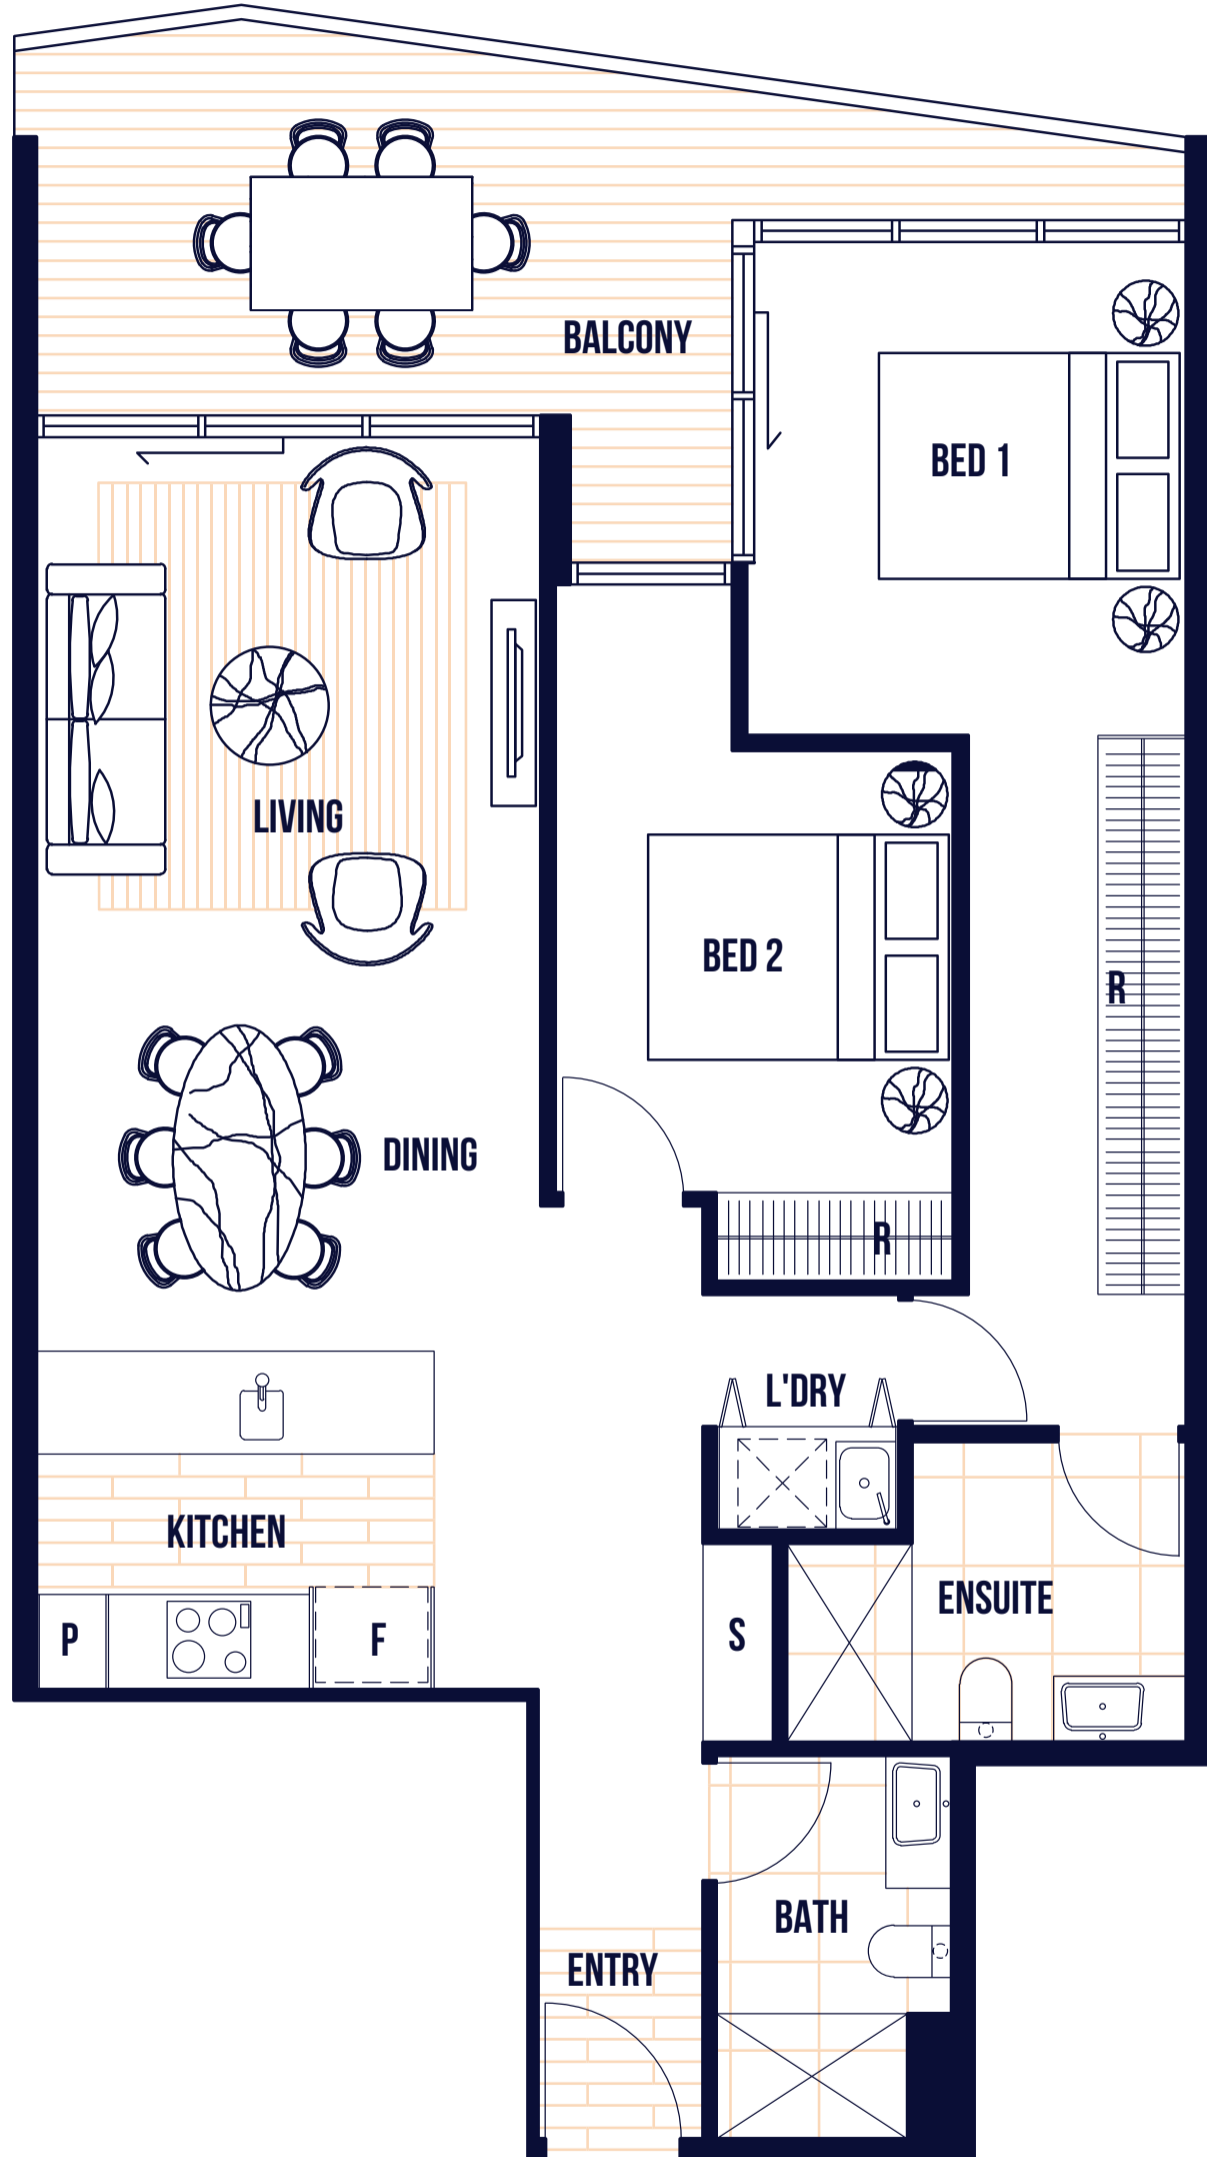 BALCONY
BED 1
LIVING
BED 2
R
DINING
R
L'DRY
KITCHEN
ENSUITE
P
F
S
BATH
ENTRY